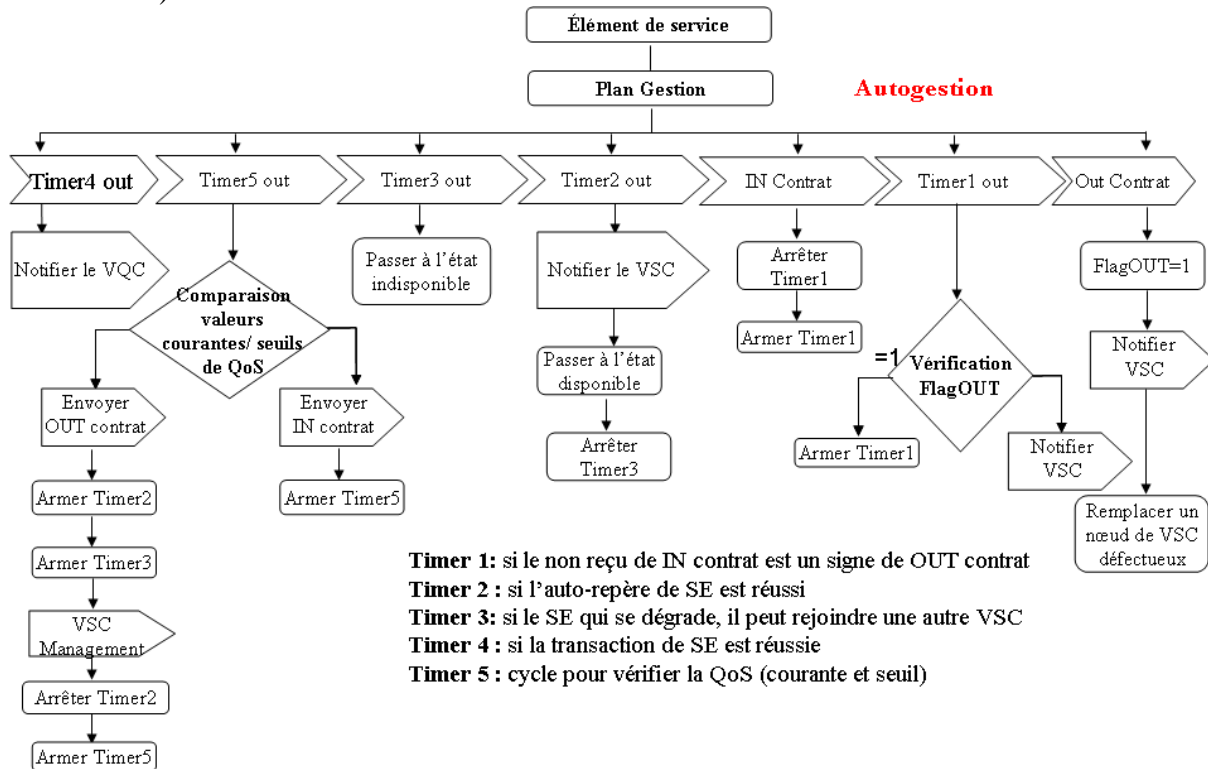 )
Élément de service
Plan Gestion
Autogestion
Timer4 out
Timer5 out
Timer3 out
Timer2 out
IN Contrat
Timer1 out
Out Contrat
Notifier le VQC
Comparaison
valeurs
courantes/ seuils
de QoS
Envoyer
OUT contrat
Armer Timer2
Armer Timer3
VSC
Management
Arrêter Timer2
Armer Timer5
Envoyer
IN contrat
Armer Timer5
Passer à l'état
indisponible
Notifier le VSC
Passer à l'état
disponible
Arrêter
Timer3
Arrêter
Timer1
Armer Timer1
=1
Vérification
FlagOUT
Armer Timer1
Notifier
VSC
FlagOUT=1
Notifier
VSC
Remplacer un
nœud de VSC
défectueux
Timer 1: si le non reçu de IN contrat est un signe de OUT contrat
Timer 2 : si l'auto-repère de SE est réussi
Timer 3: si le SE qui se dégrade, il peut rejoindre une autre VSC
Timer 4 : si la transaction de SE est réussie
Timer 5 : cycle pour vérifier la QoS (courante et seuil)